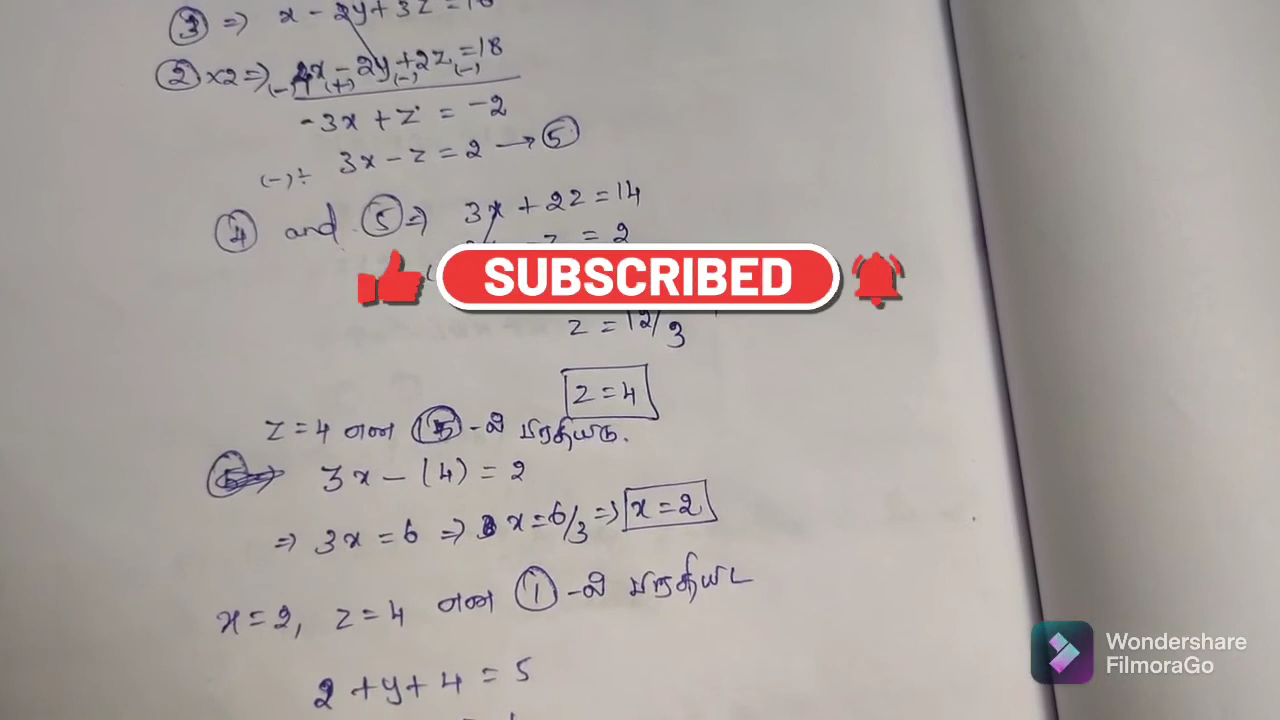 ③ ⇒ x - 2y + 3z = 16
② ×2 ⇒ 4x - 2y + 2z = 18
(-) (+) (-) (-)
-3x + z = -2
(-) ÷ 3x - z = 2 → ⑤
④ and ⑤ ⇒ 3x + 2z = 14
- z = 2
SUBSCRIBED
z = 12/3
z = 4
z = 4 என ⑤ -ல் பிரதியிடு.
3x - (4) = 2
⇒ 3x = 6 ⇒ x = 6/3 ⇒ x = 2
x = 2, z = 4 என ① -ல் பிரதியிட
2 + y + 4 = 5
Wondershare
FilmoraGo